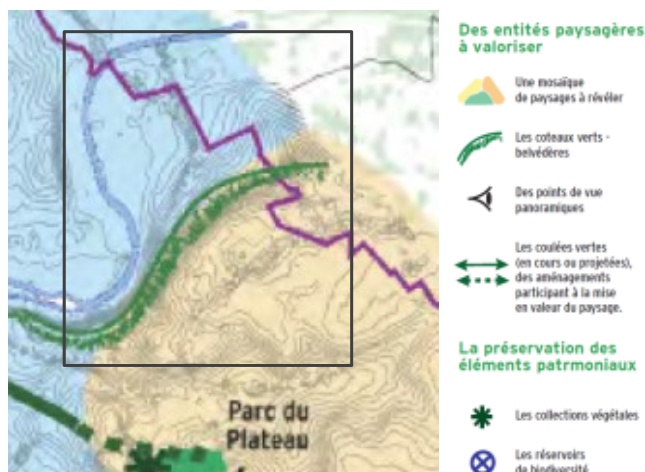 Parc du
Plateau
Des entités paysagères
à valoriser
Une mosaïque
de paysages à révéler
Les coteaux verts -
belvédères
Des points de vue
panoramiques
Les coulées vertes
(en cours ou projetées),
des aménagements
participant à la mise
en valeur du paysage.
La préservation des
éléments patrmoniaux
Les collections végétales
Les réservoirs
de biodiversité